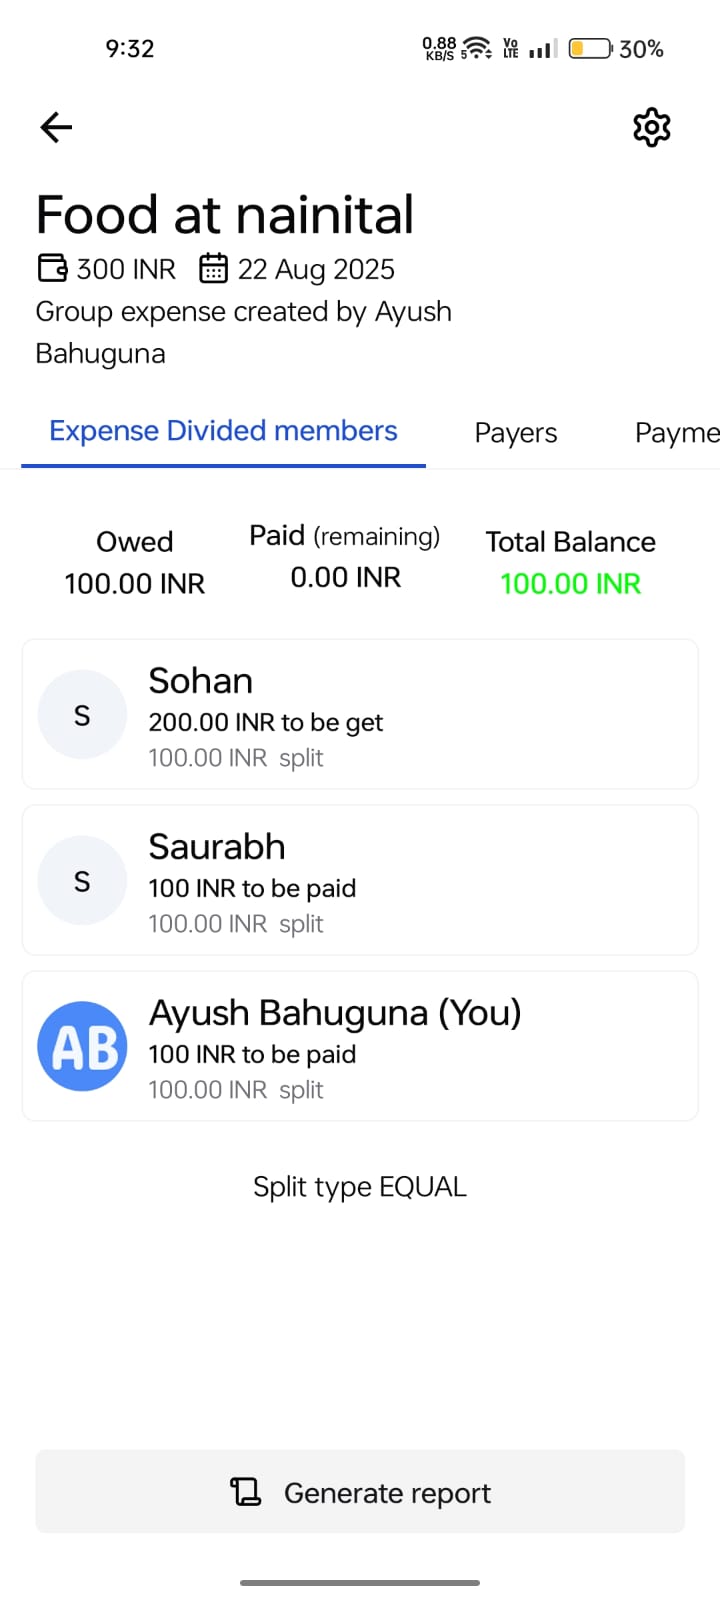 9:32
0.88 KB/S 5 Vo LTE 30%
Food at nainital
300 INR 22 Aug 2025
Group expense created by Ayush
Bahuguna
Expense Divided members Payers Payme
Owed Paid (remaining) Total Balance
100.00 INR 0.00 INR 100.00 INR
S
Sohan
200.00 INR to be get
100.00 INR split
S
Saurabh
100 INR to be paid
100.00 INR split
AB
Ayush Bahuguna (You)
100 INR to be paid
100.00 INR split
Split type EQUAL
Generate report